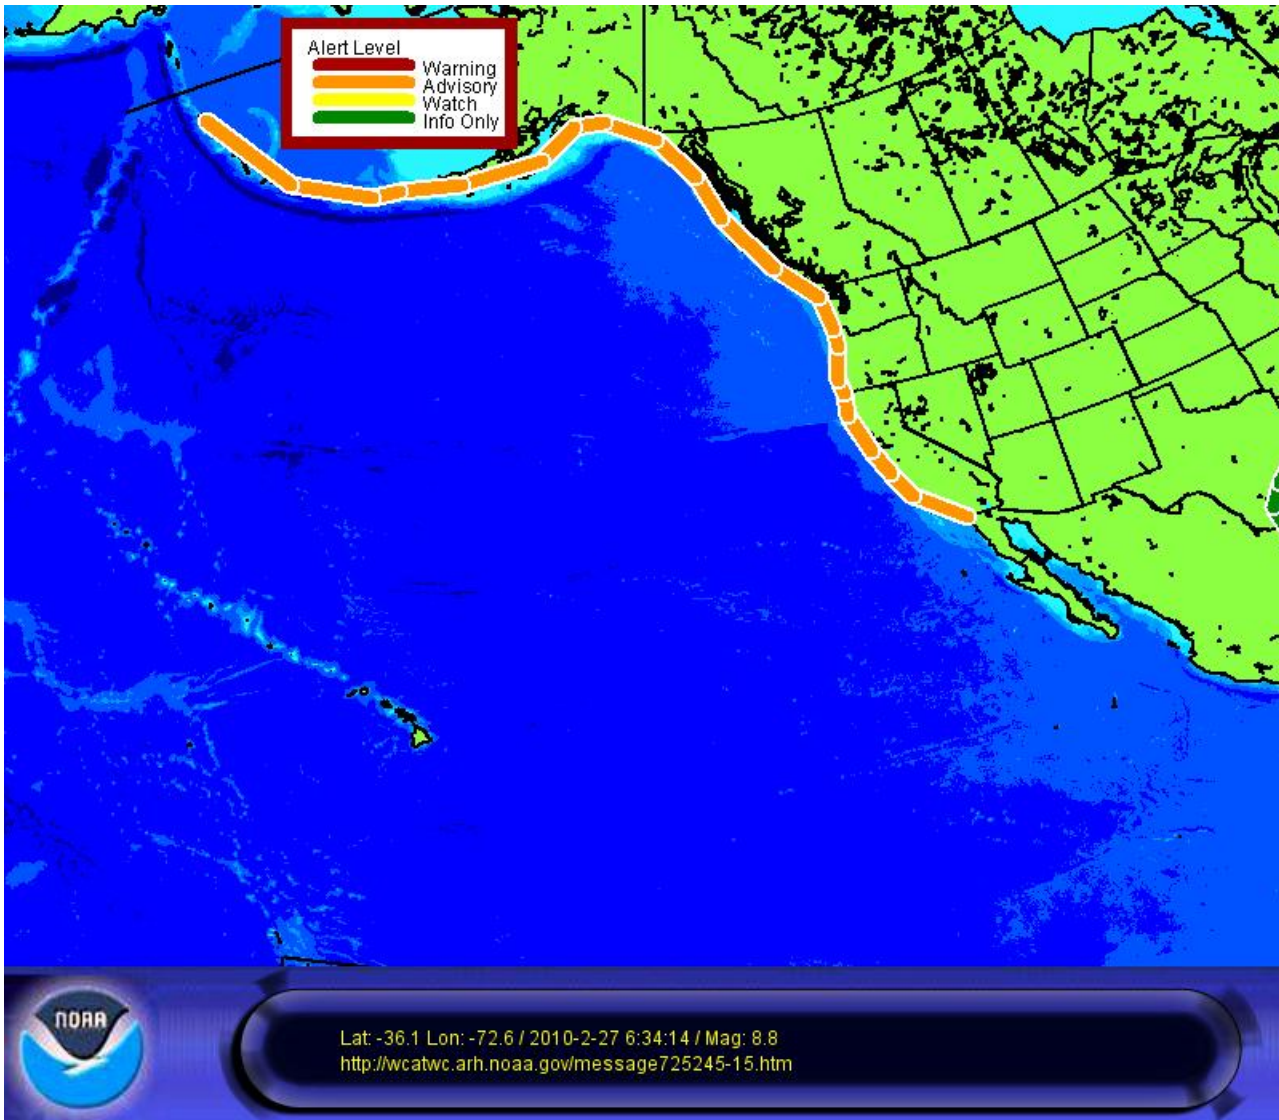 Alert Level
Warning
Advisory
Watch
Info Only
NOAA
Lat: -36.1 Lon: -72.6 / 2010-2-27 6:34:14 / Mag: 8.8
http://wcatwc.arh.noaa.gov/message725245-15.htm